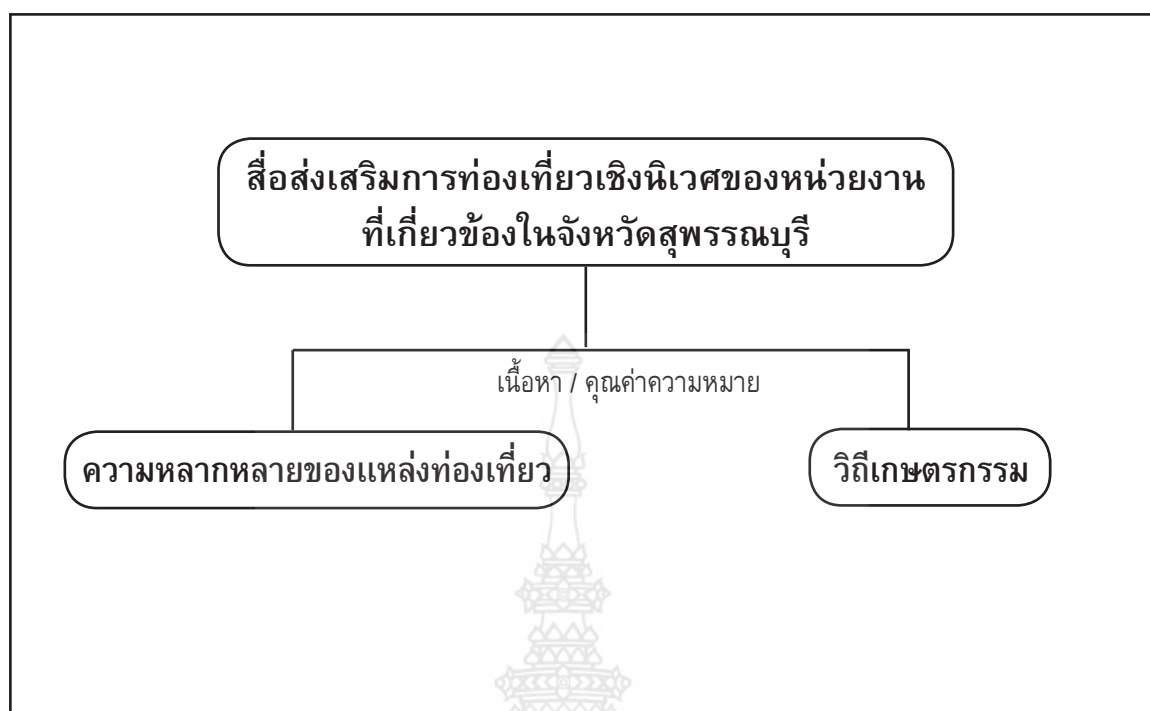 สื่อส่งเสริมการท่องเที่ยวเชิงนิเวศของหน่วยงาน
ที่เกี่ยวข้องในจังหวัดสุพรรณบุรี
เนื้อหา / คุณค่าความหมาย
ความหลากหลายของแหล่งท่องเที่ยว
วิถีเกษตรกรรม